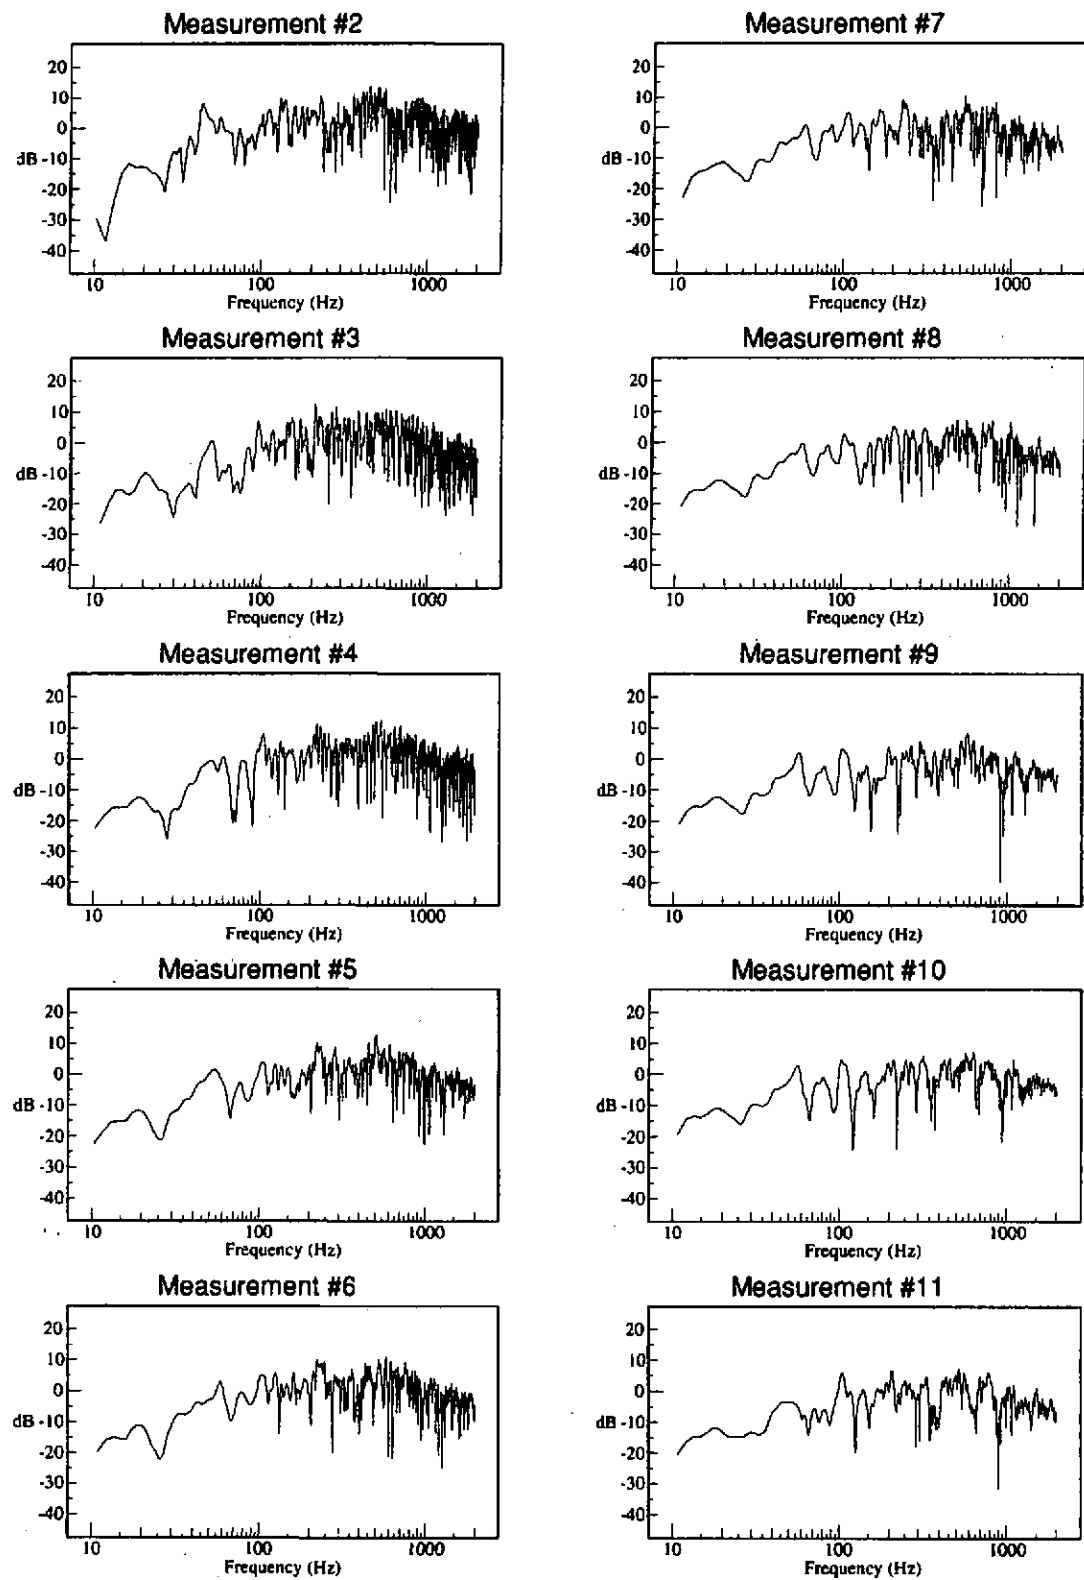 Measurement #2
20
10
0
dB -10
-20
-30
-40
10 100 1000
Frequency (Hz)
Measurement #3
20
10
0
dB -10
-20
-30
-40
10 100 1000
Frequency (Hz)
Measurement #4
20
10
0
dB -10
-20
-30
-40
10 100 1000
Frequency (Hz)
Measurement #5
20
10
0
dB -10
-20
-30
-40
10 100 1000
Frequency (Hz)
Measurement #6
20
10
0
dB -10
-20
-30
-40
10 100 1000
Frequency (Hz)
Measurement #7
20
10
0
dB -10
-20
-30
-40
10 100 1000
Frequency (Hz)
Measurement #8
20
10
0
dB -10
-20
-30
-40
10 100 1000
Frequency (Hz)
Measurement #9
20
10
0
dB -10
-20
-30
-40
10 100 1000
Frequency (Hz)
Measurement #10
20
10
0
dB -10
-20
-30
-40
10 100 1000
Frequency (Hz)
Measurement #11
20
10
0
dB -10
-20
-30
-40
10 100 1000
Frequency (Hz)